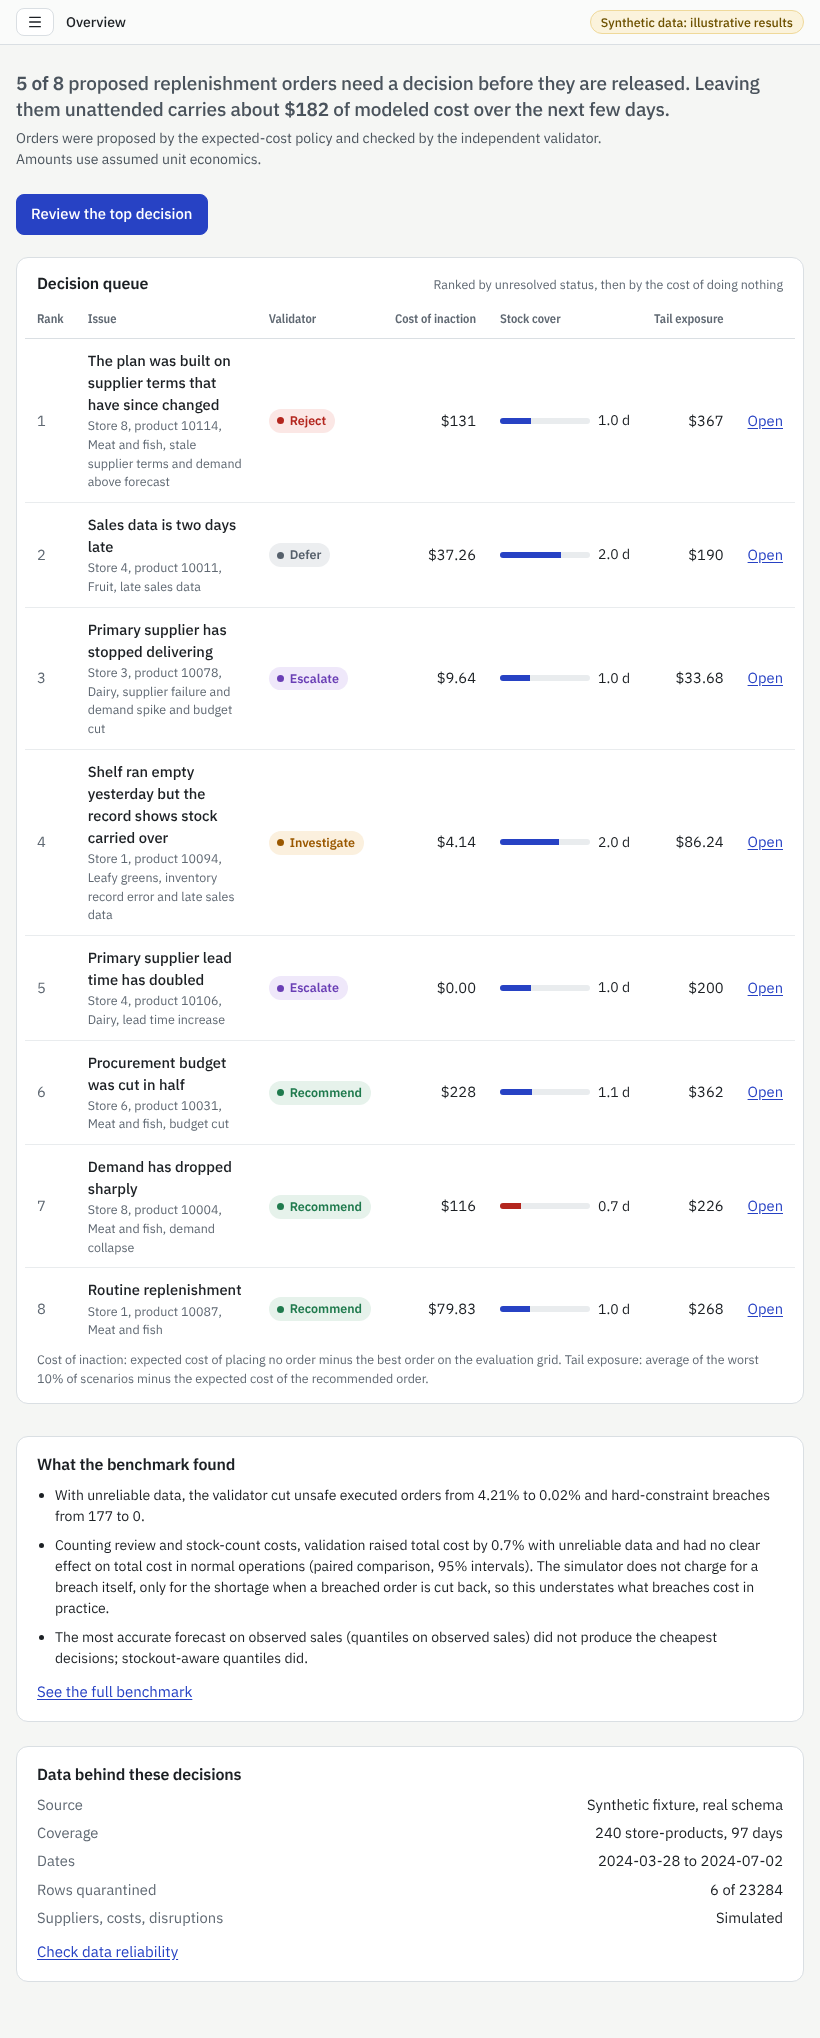 Overview
Synthetic data: illustrative results
5 of 8 proposed replenishment orders need a decision before they are released. Leaving
them unattended carries about $182 of modeled cost over the next few days.
Orders were proposed by the expected-cost policy and checked by the independent validator.
Amounts use assumed unit economics.
Review the top decision
Decision queue
Ranked by unresolved status, then by the cost of doing nothing
Rank Issue Validator Cost of inaction Stock cover Tail exposure
The plan was built on
supplier terms that
have since changed
Store 8, product 10114,
Meat and fish, stale
supplier terms and demand
above forecast
1 Reject $131 1.0 d $367 Open
Sales data is two days
late
Store 4, product 10011,
Fruit, late sales data
2 Defer $37.26 2.0 d $190 Open
Primary supplier has
stopped delivering
Store 3, product 10078,
Dairy, supplier failure and
demand spike and budget
cut
3 Escalate $9.64 1.0 d $33.68 Open
Shelf ran empty
yesterday but the
record shows stock
carried over
Store 1, product 10094,
Leafy greens, inventory
record error and late sales
data
4 Investigate $4.14 2.0 d $86.24 Open
Primary supplier lead
time has doubled
Store 4, product 10106,
Dairy, lead time increase
5 Escalate $0.00 1.0 d $200 Open
Procurement budget
was cut in half
Store 6, product 10031,
Meat and fish, budget cut
6 Recommend $228 1.1 d $362 Open
Demand has dropped
sharply
Store 8, product 10004,
Meat and fish, demand
collapse
7 Recommend $116 0.7 d $226 Open
Routine replenishment
Store 1, product 10087,
Meat and fish
8 Recommend $79.83 1.0 d $268 Open
Cost of inaction: expected cost of placing no order minus the best order on the evaluation grid. Tail exposure: average of the worst
10% of scenarios minus the expected cost of the recommended order.
What the benchmark found
• With unreliable data, the validator cut unsafe executed orders from 4.21% to 0.02% and hard-constraint breaches
from 177 to 0.
• Counting review and stock-count costs, validation raised total cost by 0.7% with unreliable data and had no clear
effect on total cost in normal operations (paired comparison, 95% intervals). The simulator does not charge for a
breach itself, only for the shortage when a breached order is cut back, so this understates what breaches cost in
practice.
• The most accurate forecast on observed sales (quantiles on observed sales) did not produce the cheapest
decisions; stockout-aware quantiles did.
See the full benchmark
Data behind these decisions
Source Synthetic fixture, real schema
Coverage 240 store-products, 97 days
Dates 2024-03-28 to 2024-07-02
Rows quarantined 6 of 23284
Suppliers, costs, disruptions Simulated
Check data reliability